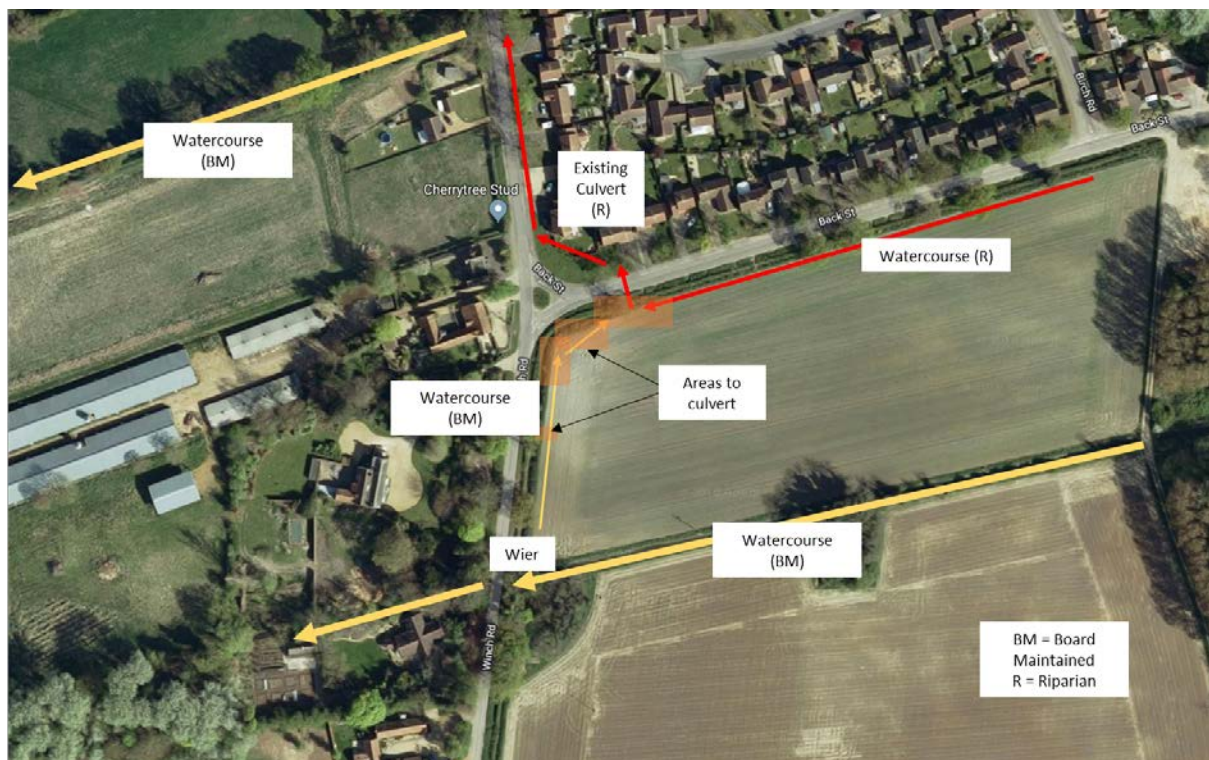 Watercourse
(BM)
Existing
Culvert
(R)
Cherrytree Stud
Birch Rd
Back St
Back St
Watercourse (R)
Back St
Areas to
culvert
Watercourse
(BM)
Wier
Watercourse
(BM)
Winch Rd
BM = Board
Maintained
R = Riparian